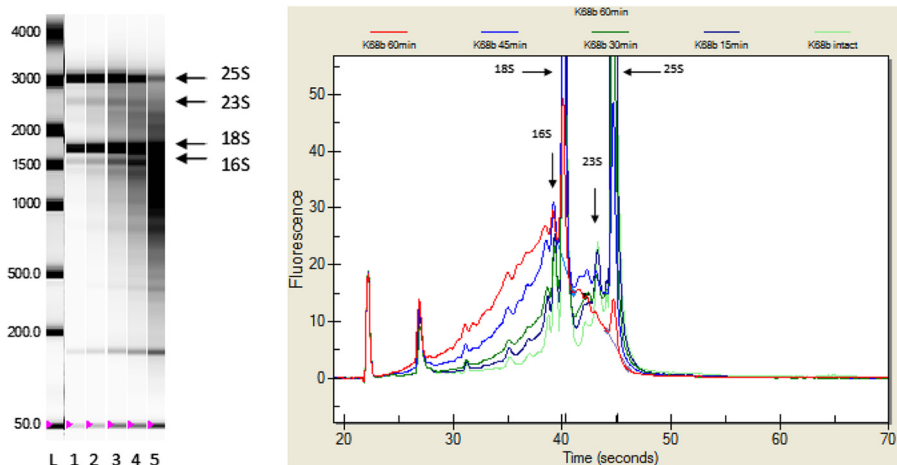 4000
3000
2000
1500
1000
500.0
200.0
50.0
L 1 2 3 4 5
25S
23S
18S
16S
K68b 60min
K68b 60min K68b 45min K68b 30min K68b 15min K68b intact
18S
25S
16S
23S
Fluorescence
50
40
30
20
10
0
20 30 40 50 60 70
Time (seconds)